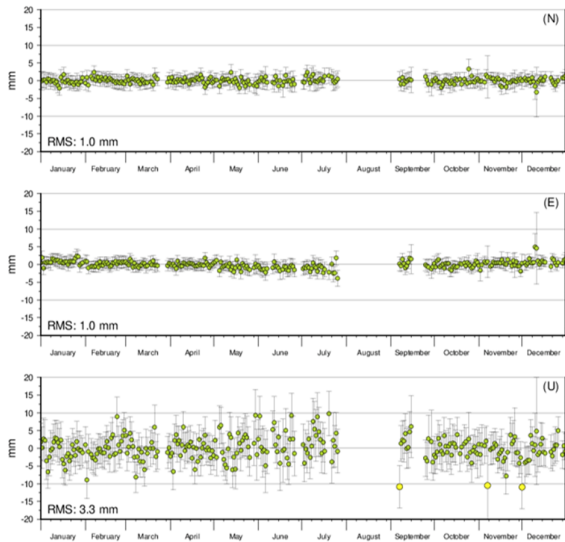 20
15
10
5
0
-5
-10
-15
-20
mm
(N)
RMS: 1.0 mm
January February March April May June July August September October November December
20
15
10
5
0
-5
-10
-15
-20
mm
(E)
RMS: 1.0 mm
January February March April May June July August September October November December
20
15
10
5
0
-5
-10
-15
-20
mm
(U)
RMS: 3.3 mm
January February March April May June July August September October November December